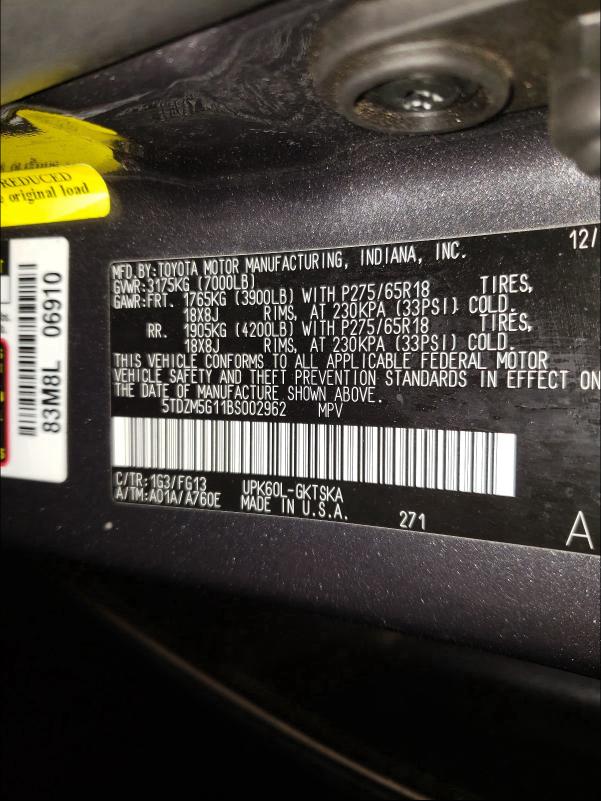 REDUCED
original load
83M8L 06910
12/
MFD.BY:TOYOTA MOTOR MANUFACTURING, INDIANA, INC.
GVWR:3175KG (7000LB)
GAWR:FRT. 1765KG (3900LB) WITH P275/65R18 TIRES,
18X8J RIMS, AT 230KPA (33PSI) COLD.
RR. 1905KG (4200LB) WITH P275/65R18 TIRES,
18X8J RIMS, AT 230KPA (33PSI) COLD.
THIS VEHICLE CONFORMS TO ALL APPLICABLE FEDERAL MOTOR
VEHICLE SAFETY AND THEFT PREVENTION STANDARDS IN EFFECT ON
THE DATE OF MANUFACTURE SHOWN ABOVE.
5TDZM5G11BS002962 MPV
C/TR:1G3/FG13 UPK60L-GKTSKA
A/TM:A01A/A760E MADE IN U.S.A.
271
A